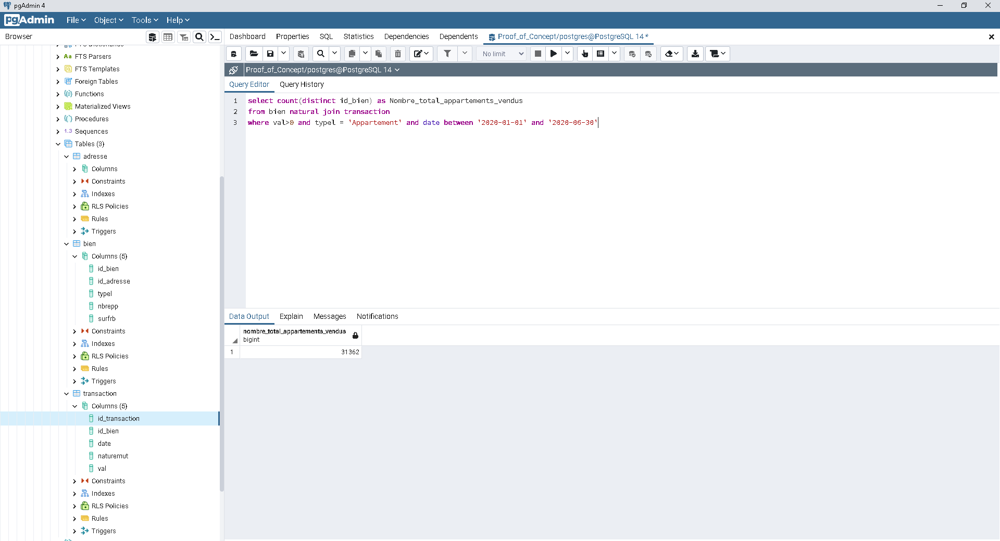 pgAdmin 4
pgAdmin File Object Tools Help
Browser
Dashboard Properties SQL Statistics Dependencies Dependents Proof_of_Concept/postgres@PostgreSQL 14 *
No limit
Proof_of_Concept/postgres@PostgreSQL 14
Query Editor Query History
1 select count(distinct id_bien) as Nombre_total_appartements_vendus
2 from bien natural join transaction
3 where val>0 and typel = 'Appartement' and date between '2020-01-01' and '2020-06-30'
Data Output Explain Messages Notifications
nombre_total_appartements_vendus
bigint
1 31362
Aa FTS Parsers
FTS Templates
Foreign Tables
Functions
Materialized Views
Procedures
1..3 Sequences
Tables (3)
adresse
Columns
Constraints
Indexes
RLS Policies
Rules
Triggers
bien
Columns (5)
id_bien
id_adresse
typel
nbrepp
surfrb
Constraints
Indexes
RLS Policies
Rules
Triggers
transaction
Columns (5)
id_transaction
id_bien
date
naturemut
val
Constraints
Indexes
RLS Policies
Rules
Triggers